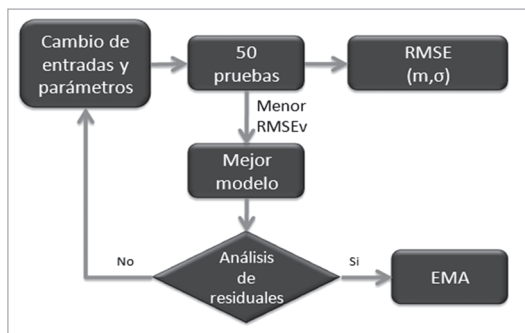 Cambio de
entradas y
parámetros
50
pruebas
RMSE
(m,σ)
Menor
RMSEv
Mejor
modelo
Análisis
de
residuales
No
Si
EMA